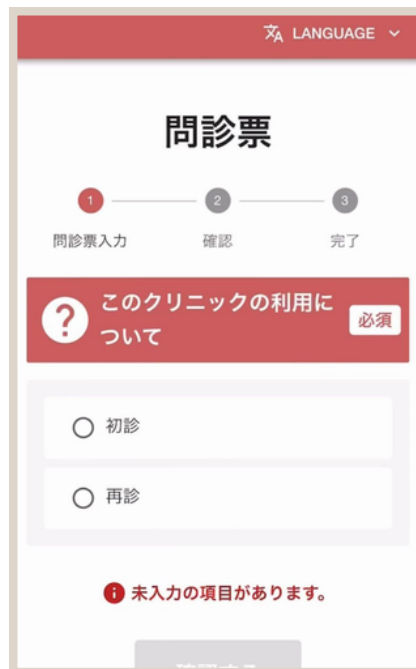 LANGUAGE
問診票
1
2
3
問診票入力
確認
完了
?
このクリニックの利用に
ついて
必須
初診
再診
未入力の項目があります。